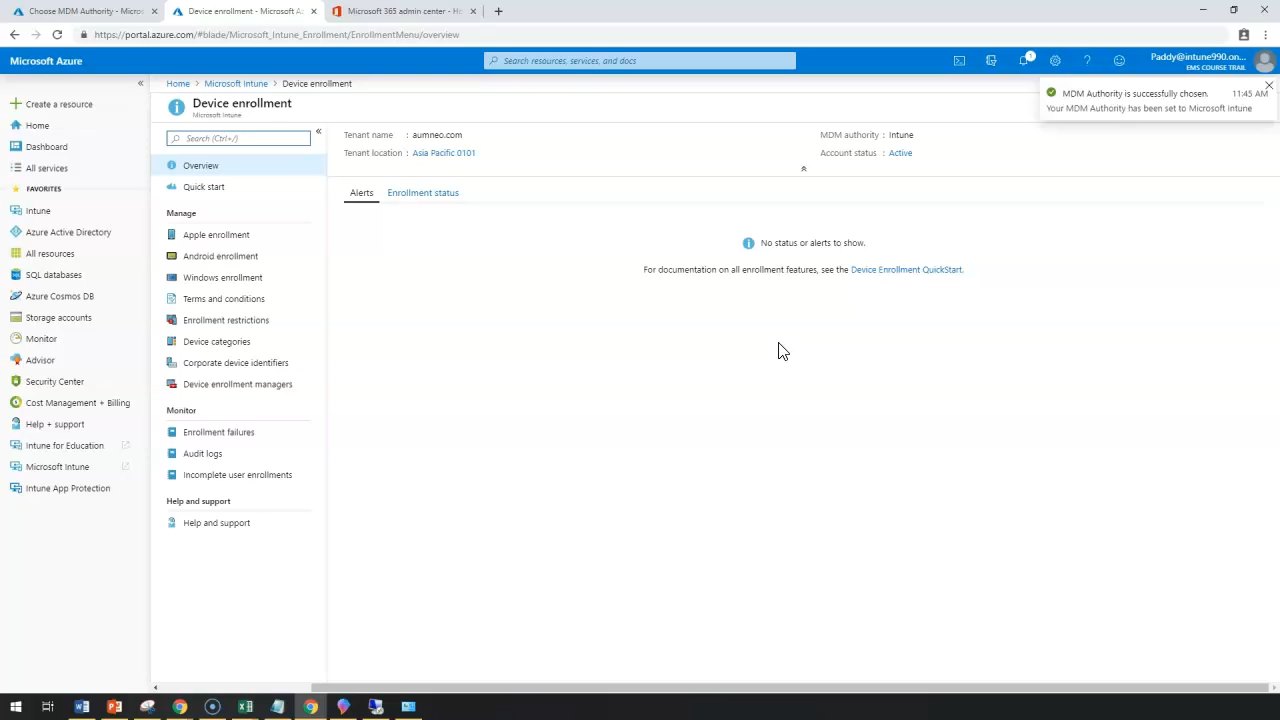 Choose MDM Authority - Micros
Device enrollment - Microsoft Az
Microsoft 365 admin center - Ho
https://portal.azure.com/#blade/Microsoft_Intune_Enrollment/EnrollmentMenu/overview
Microsoft Azure
Search resources, services, and docs
1
Paddy@intune990.on...
EMS COURSE TRAIL
Create a resource
Home
Dashboard
All services
FAVORITES
Intune
Azure Active Directory
All resources
SQL databases
Azure Cosmos DB
Storage accounts
Monitor
Advisor
Security Center
Cost Management + Billing
Help + support
Intune for Education
Microsoft Intune
Intune App Protection
Home > Microsoft Intune > Device enrollment
Device enrollment
Microsoft Intune
Search (Ctrl+/)
Overview
Quick start
Manage
Apple enrollment
Android enrollment
Windows enrollment
Terms and conditions
Enrollment restrictions
Device categories
Corporate device identifiers
Device enrollment managers
Monitor
Enrollment failures
Audit logs
Incomplete user enrollments
Help and support
Help and support
Tenant name : aumneo.com
Tenant location : Asia Pacific 0101
MDM authority : Intune
Account status : Active
Alerts
Enrollment status
No status or alerts to show.
For documentation on all enrollment features, see the Device Enrollment QuickStart.
MDM Authority is successfully chosen. 11:45 AM
Your MDM Authority has been set to Microsoft Intune